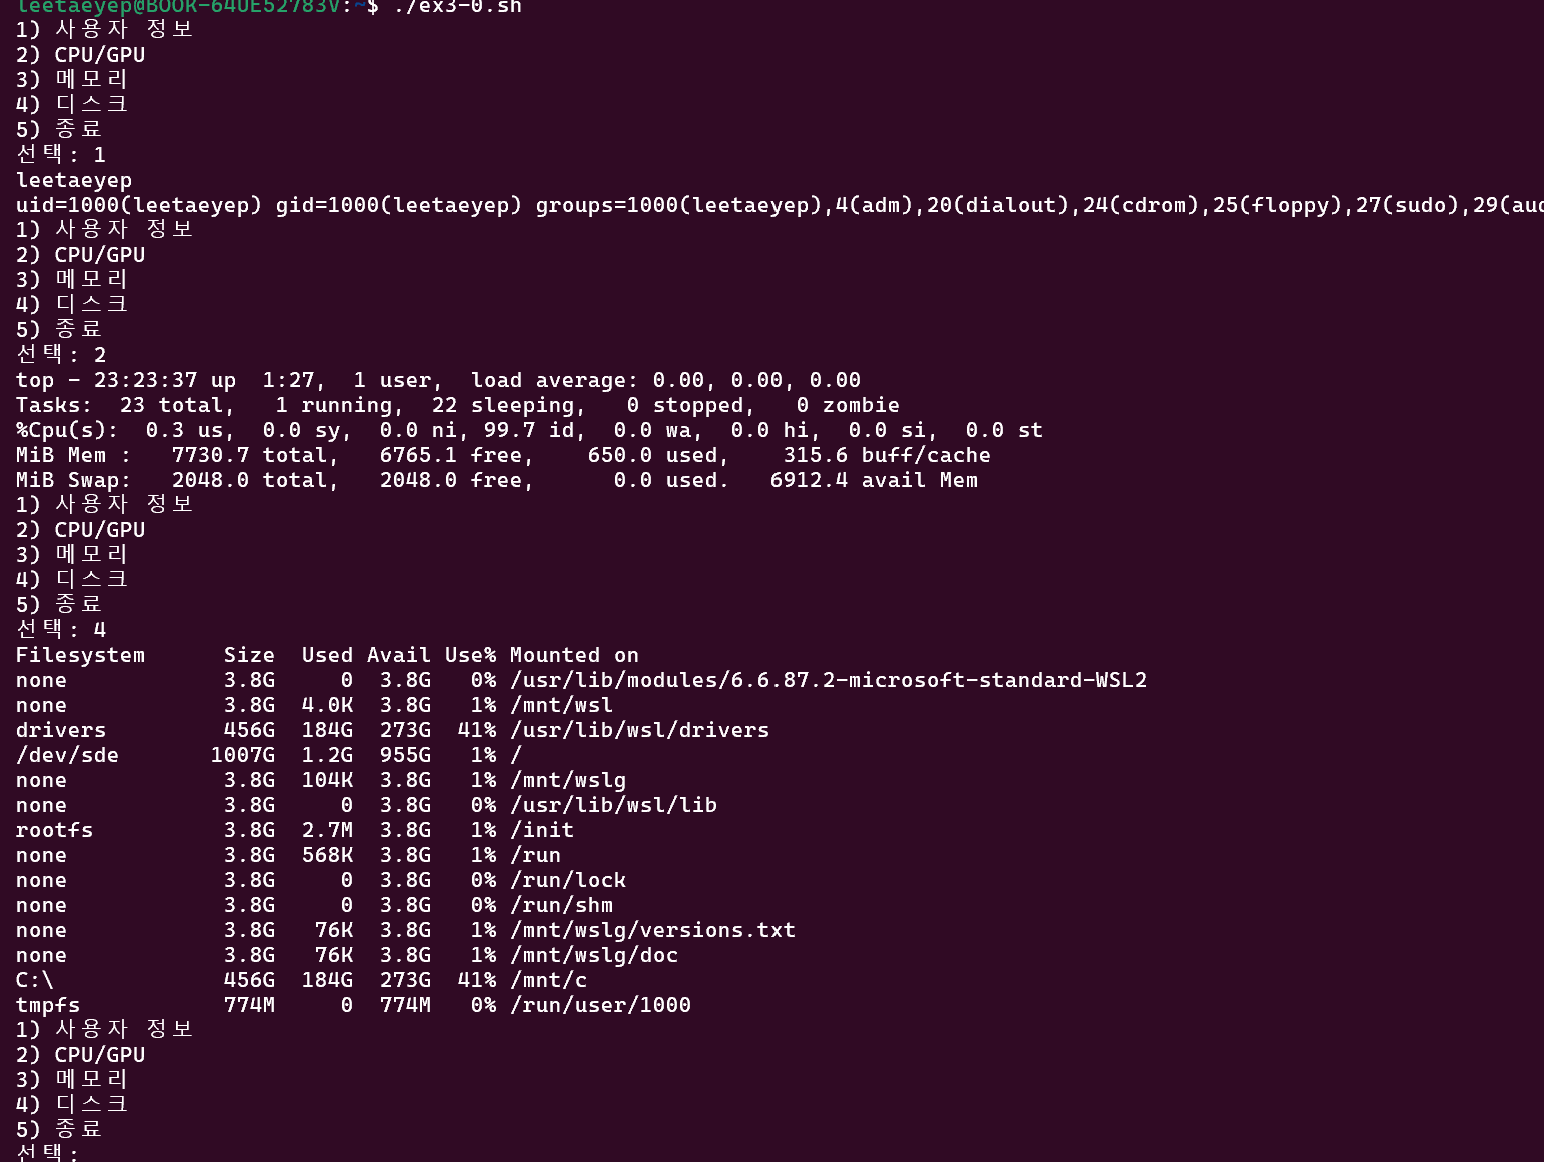 leetaeyep@BOOK-64UE52783V:~$ ./ex3-0.sh
1) 사용자 정보
2) CPU/GPU
3) 메모리
4) 디스크
5) 종료
선택: 1
leetaeyep
uid=1000(leetaeyep) gid=1000(leetaeyep) groups=1000(leetaeyep),4(adm),20(dialout),24(cdrom),25(floppy),27(sudo),29(aud
1) 사용자 정보
2) CPU/GPU
3) 메모리
4) 디스크
5) 종료
선택: 2
top - 23:23:37 up  1:27,  1 user,  load average: 0.00, 0.00, 0.00
Tasks:  23 total,   1 running,  22 sleeping,   0 stopped,   0 zombie
%Cpu(s):  0.3 us,  0.0 sy,  0.0 ni, 99.7 id,  0.0 wa,  0.0 hi,  0.0 si,  0.0 st
MiB Mem :   7730.7 total,   6765.1 free,    650.0 used,    315.6 buff/cache
MiB Swap:   2048.0 total,   2048.0 free,      0.0 used.   6912.4 avail Mem
1) 사용자 정보
2) CPU/GPU
3) 메모리
4) 디스크
5) 종료
선택: 4
Filesystem      Size  Used Avail Use% Mounted on
none            3.8G     0  3.8G   0% /usr/lib/modules/6.6.87.2-microsoft-standard-WSL2
none            3.8G  4.0K  3.8G   1% /mnt/wsl
drivers         456G  184G  273G  41% /usr/lib/wsl/drivers
/dev/sde       1007G  1.2G  955G   1% /
none            3.8G  104K  3.8G   1% /mnt/wslg
none            3.8G     0  3.8G   0% /usr/lib/wsl/lib
rootfs          3.8G  2.7M  3.8G   1% /init
none            3.8G  568K  3.8G   1% /run
none            3.8G     0  3.8G   0% /run/lock
none            3.8G     0  3.8G   0% /run/shm
none            3.8G   76K  3.8G   1% /mnt/wslg/versions.txt
none            3.8G   76K  3.8G   1% /mnt/wslg/doc
C:\             456G  184G  273G  41% /mnt/c
tmpfs           774M     0  774M   0% /run/user/1000
1) 사용자 정보
2) CPU/GPU
3) 메모리
4) 디스크
5) 종료
선택: